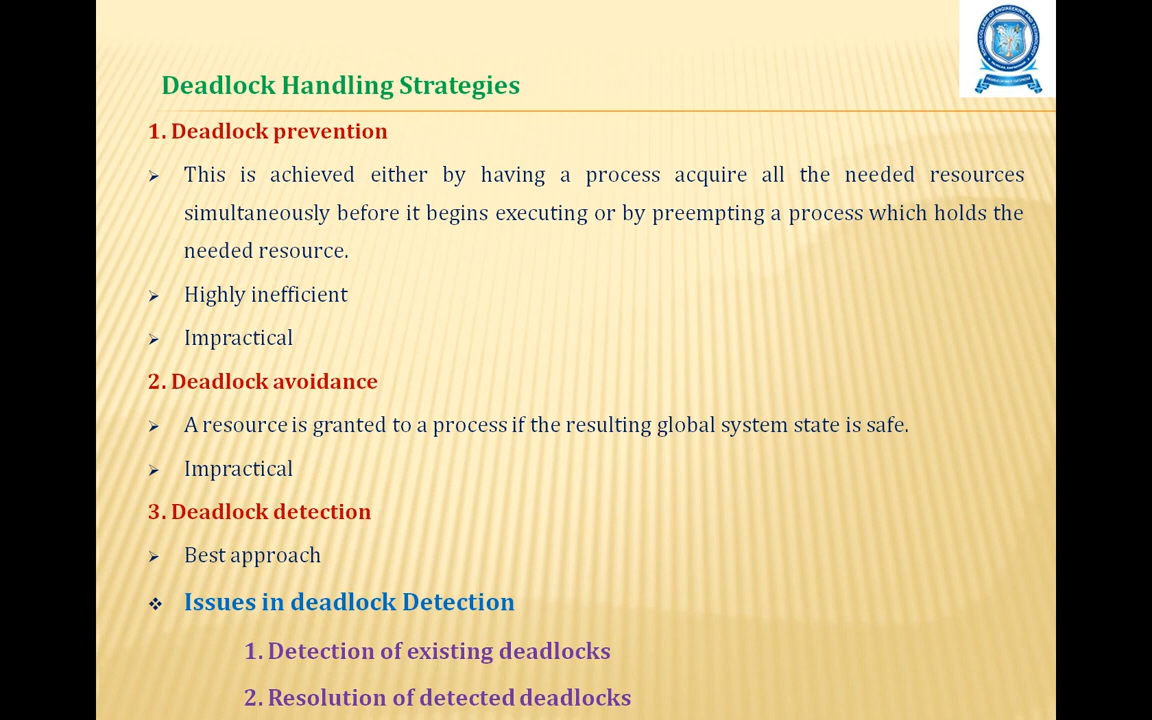 Deadlock Handling Strategies
1. Deadlock prevention
➢ This is achieved either by having a process acquire all the needed resources
simultaneously before it begins executing or by preempting a process which holds the
needed resource.
➢ Highly inefficient
➢ Impractical
2. Deadlock avoidance
➢ A resource is granted to a process if the resulting global system state is safe.
➢ Impractical
3. Deadlock detection
➢ Best approach
❖ Issues in deadlock Detection
1. Detection of existing deadlocks
2. Resolution of detected deadlocks